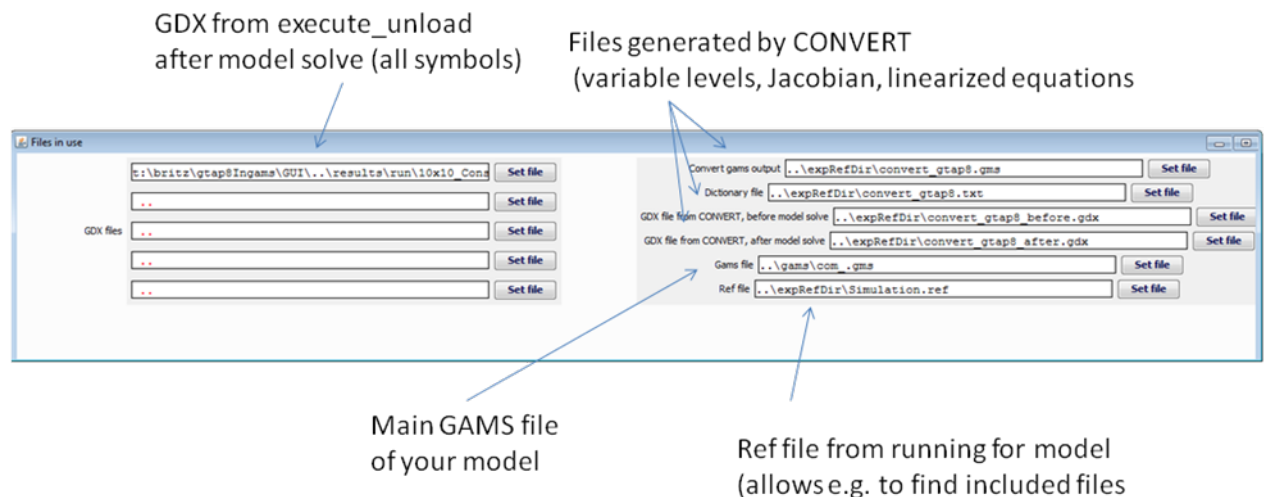 GDX from execute_unload
after model solve (all symbols)
Files generated by CONVERT
(variable levels, Jacobian, linearized equations
Files in use
t:\britz\gtap8Ingams\GUI\..\results\run\10x10_Cons Set file
.. Set file
GDX files .. Set file
.. Set file
.. Set file
Convert gams output ..\expRefDir\convert_gtap8.gms Set file
Dictionary file ..\expRefDir\convert_gtap8.txt Set file
GDX file from CONVERT, before model solve ..\expRefDir\convert_gtap8_before.gdx Set file
GDX file from CONVERT, after model solve ..\expRefDir\convert_gtap8_after.gdx Set file
Gams file ..\gams\com_.gms Set file
Ref file ..\expRefDir\Simulation.ref Set file
Main GAMS file
of your model
Ref file from running for model
(allows e.g. to find included files